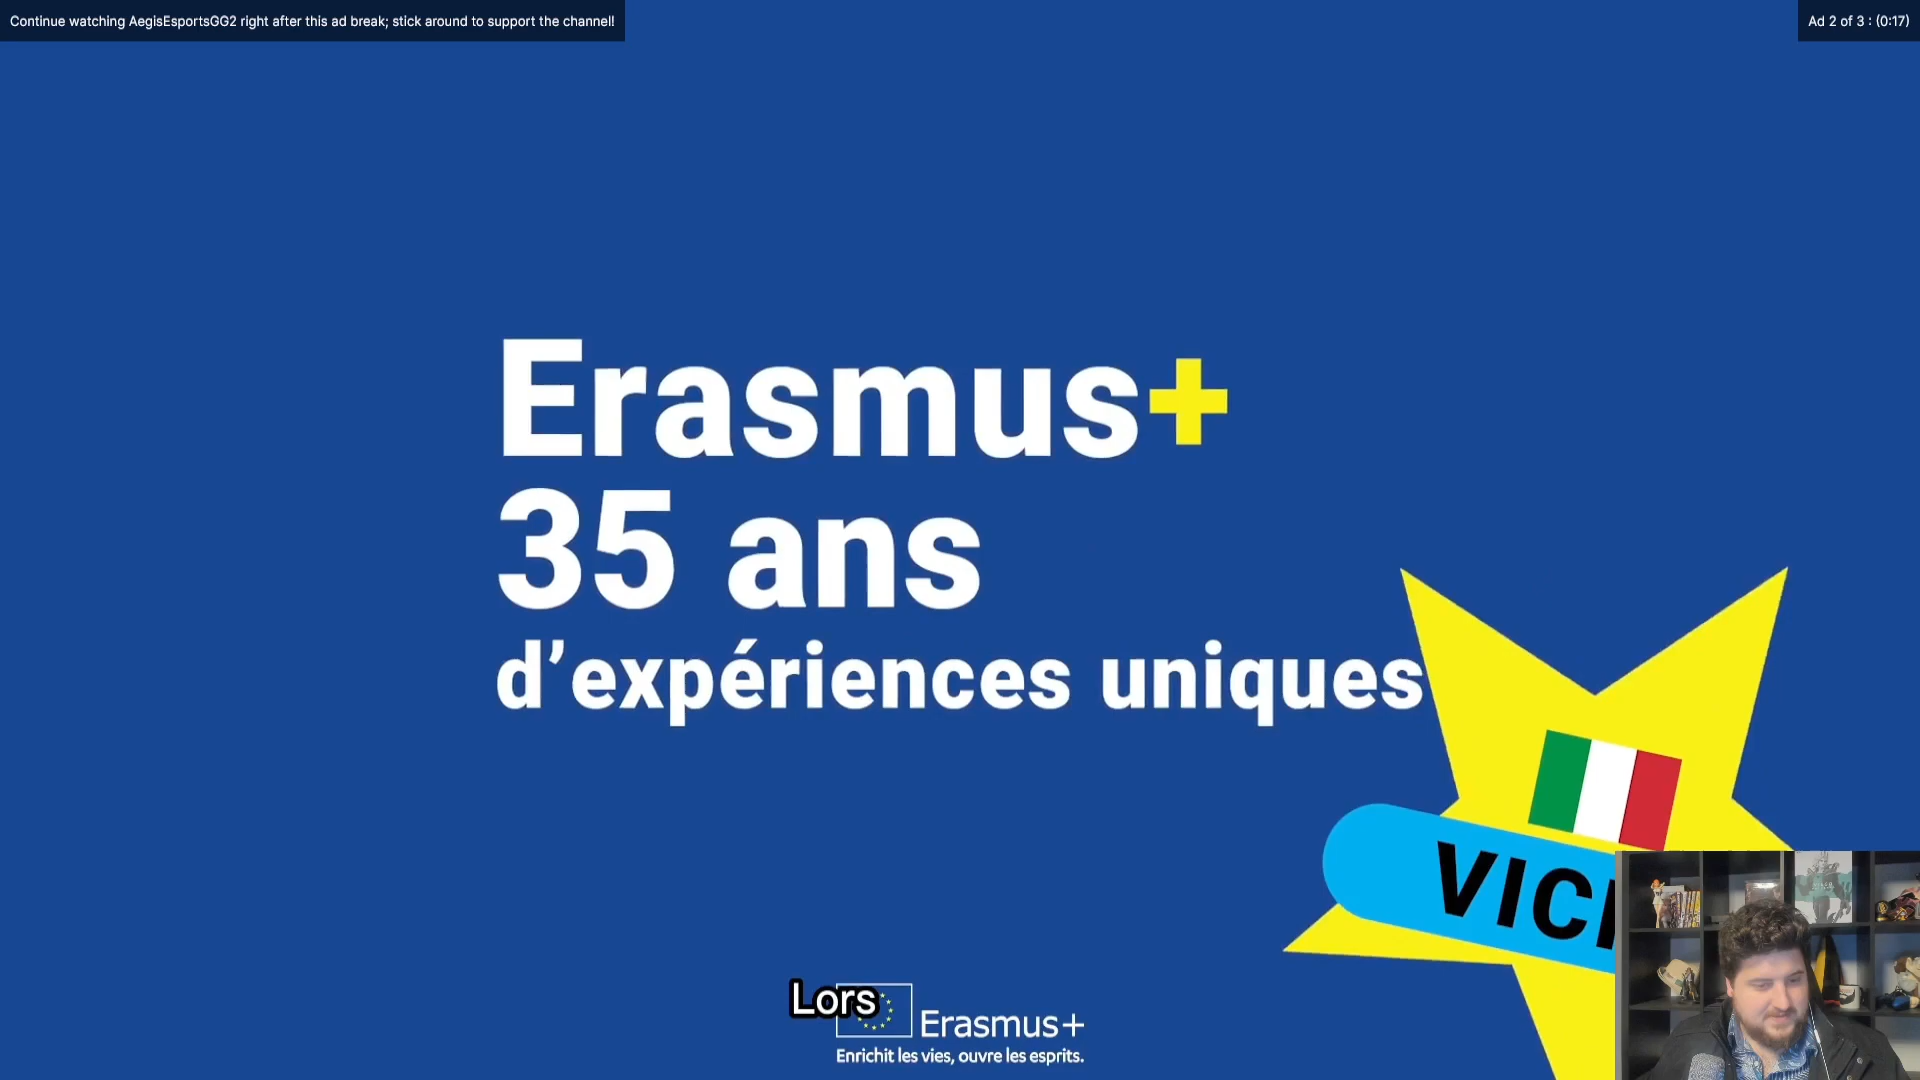 Continue watching AegisEsportsGG2 right after this ad break; stick around to support the channel!
Ad 2 of 3 : (0:17)
Erasmus+
35 ans
d’expériences uniques
Lors
Erasmus+
Enrichit les vies, ouvre les esprits.